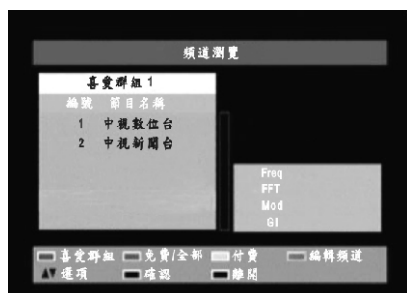 頻道瀏覽
喜愛群組 1
編號 節目名稱
1 中視數位台
2 中視新聞台
Freq
FFT
Mod
GI
喜愛群組 免費/全部 付費 編輯頻道
選項 確認 離開